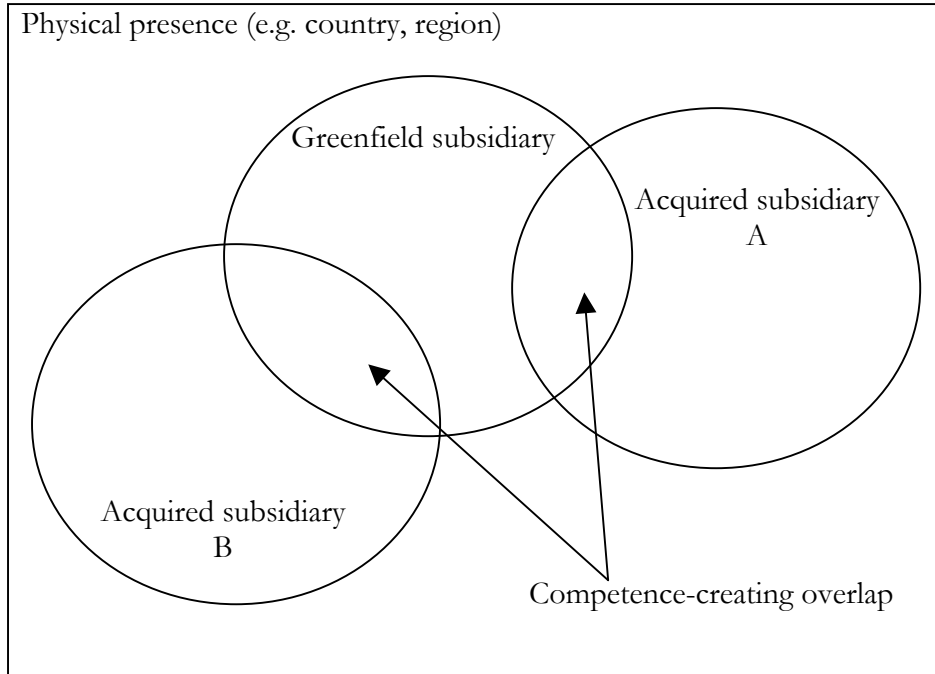 Physical presence (e.g. country, region)
Greenfield subsidiary
Acquired subsidiary
A
Acquired subsidiary
B
Competence-creating overlap